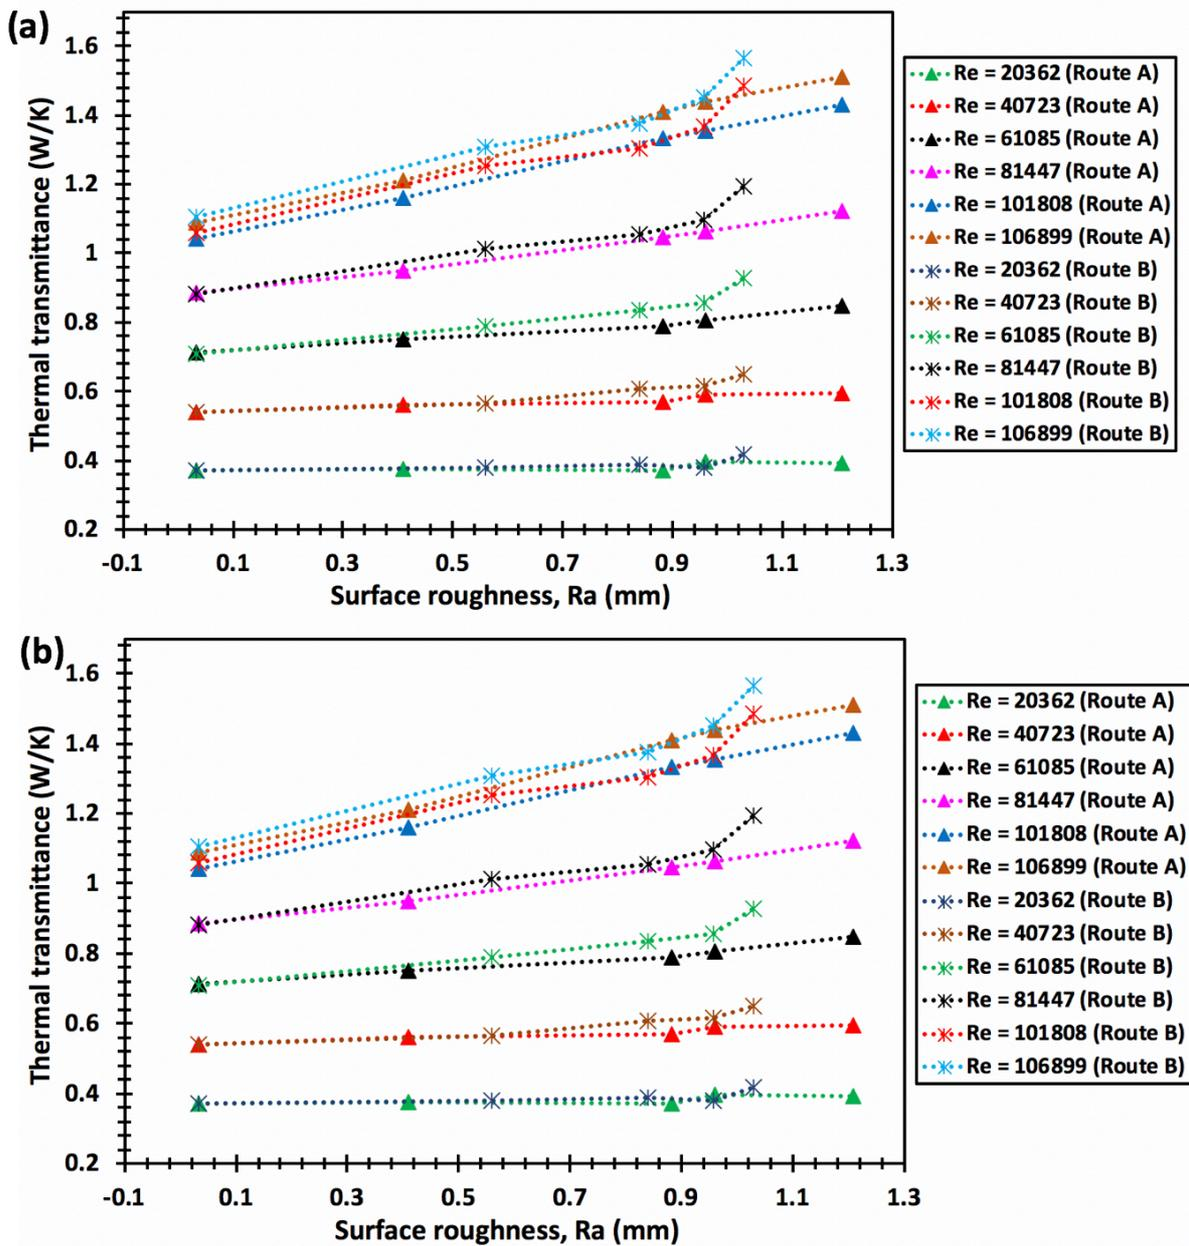 (a)
Thermal transmittance (W/K)
1.6
1.4
1.2
1
0.8
0.6
0.4
0.2
-0.1 0.1 0.3 0.5 0.7 0.9 1.1 1.3
Surface roughness, Ra (mm)
Re = 20362 (Route A)
Re = 40723 (Route A)
Re = 61085 (Route A)
Re = 81447 (Route A)
Re = 101808 (Route A)
Re = 106899 (Route A)
Re = 20362 (Route B)
Re = 40723 (Route B)
Re = 61085 (Route B)
Re = 81447 (Route B)
Re = 101808 (Route B)
Re = 106899 (Route B)
(b)
Thermal transmittance (W/K)
1.6
1.4
1.2
1
0.8
0.6
0.4
0.2
-0.1 0.1 0.3 0.5 0.7 0.9 1.1 1.3
Surface roughness, Ra (mm)
Re = 20362 (Route A)
Re = 40723 (Route A)
Re = 61085 (Route A)
Re = 81447 (Route A)
Re = 101808 (Route A)
Re = 106899 (Route A)
Re = 20362 (Route B)
Re = 40723 (Route B)
Re = 61085 (Route B)
Re = 81447 (Route B)
Re = 101808 (Route B)
Re = 106899 (Route B)